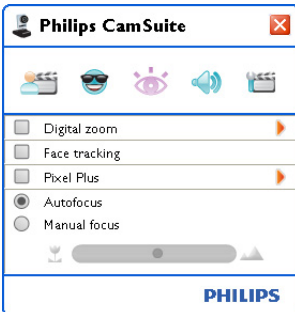 Philips CamSuite
Digital zoom
Face tracking
Pixel Plus
Autofocus
Manual focus
PHILIPS